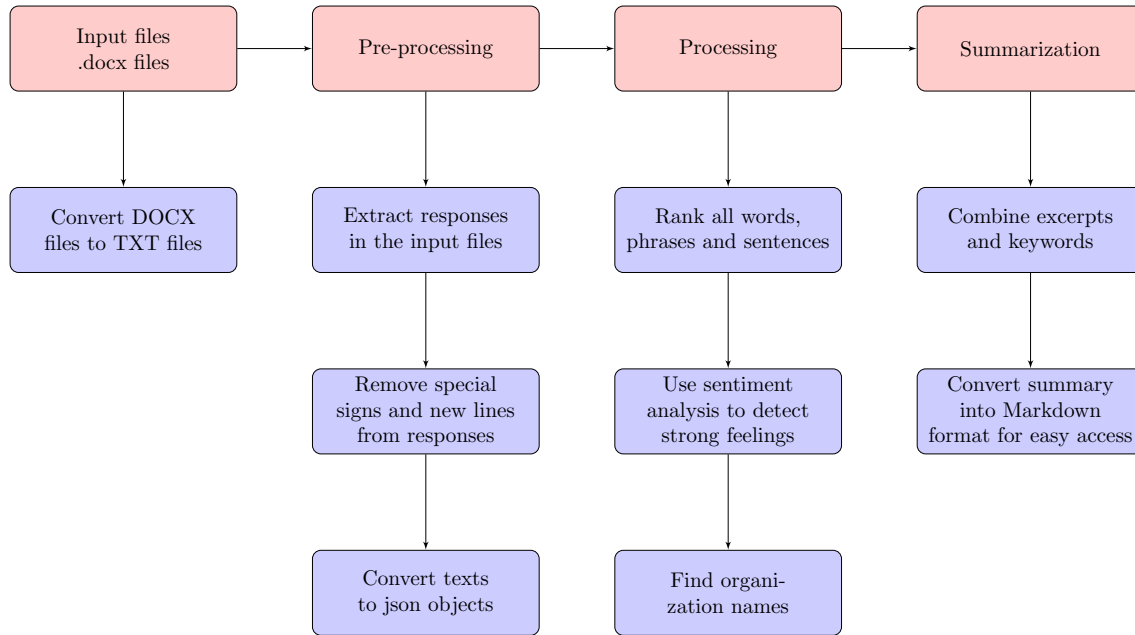 Input files
.docx files
Pre-processing
Processing
Summarization
Convert DOCX
files to TXT files
Extract responses
in the input files
Rank all words,
phrases and sentences
Combine excerpts
and keywords
Remove special
signs and new lines
from responses
Use sentiment
analysis to detect
strong feelings
Convert summary
into Markdown
format for easy access
Convert texts
to json objects
Find organi-
zation names